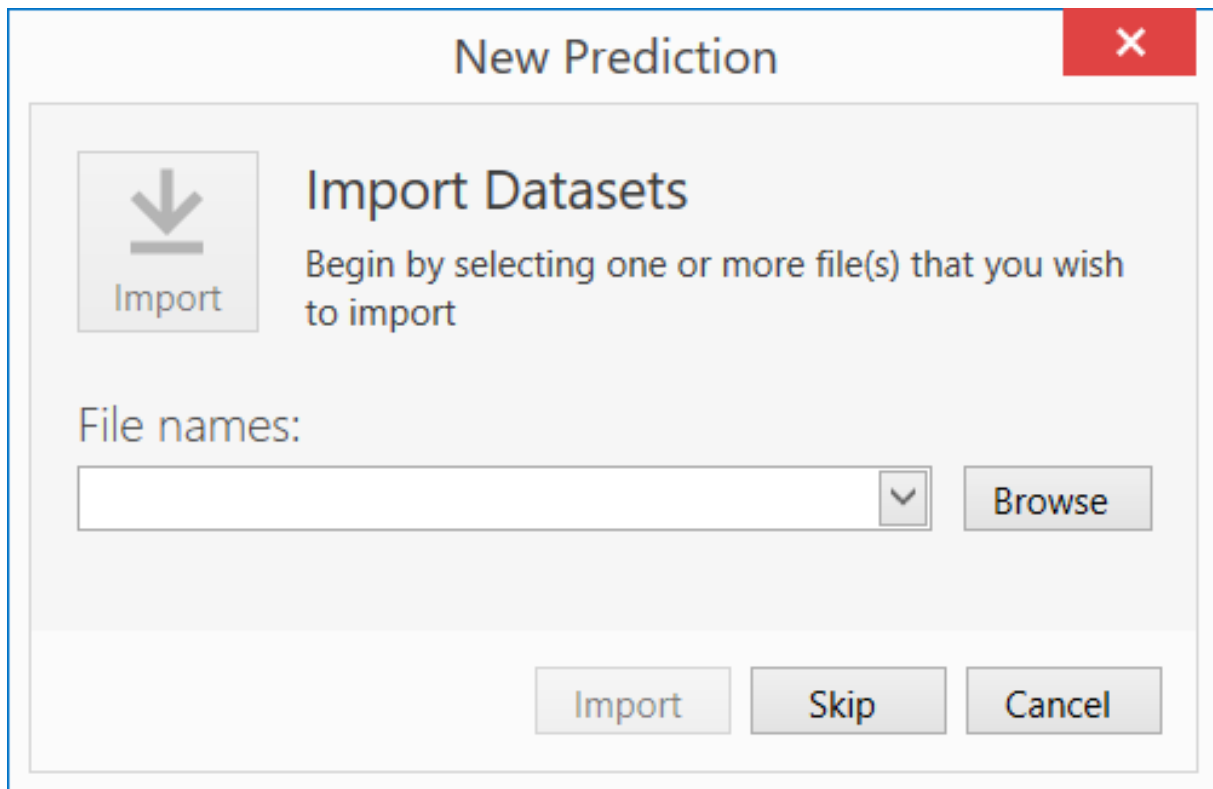 New Prediction
Import
Import Datasets
Begin by selecting one or more file(s) that you wish
to import
File names:
Browse
Import
Skip
Cancel